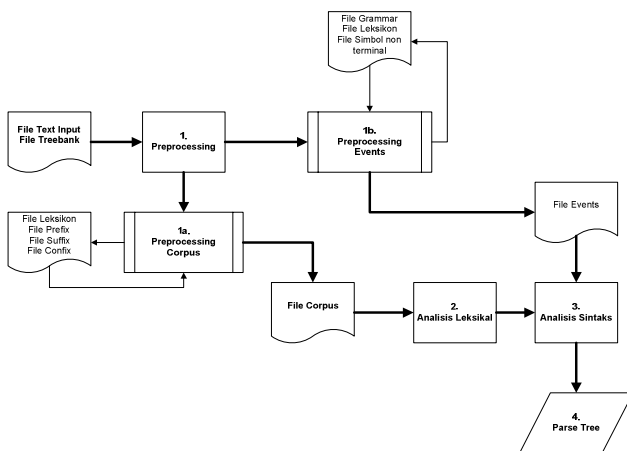 File Grammar
File Leksikon
File Simbol non
terminal
File Text Input
File Treebank
1.
Preprocessing
1b.
Preprocessing
Events
File Events
File Leksikon
File Prefix
File Suffix
File Confix
1a.
Preprocessing
Corpus
File Corpus
2.
Analisis Leksikal
3.
Analisis Sintaks
4.
Parse Tree